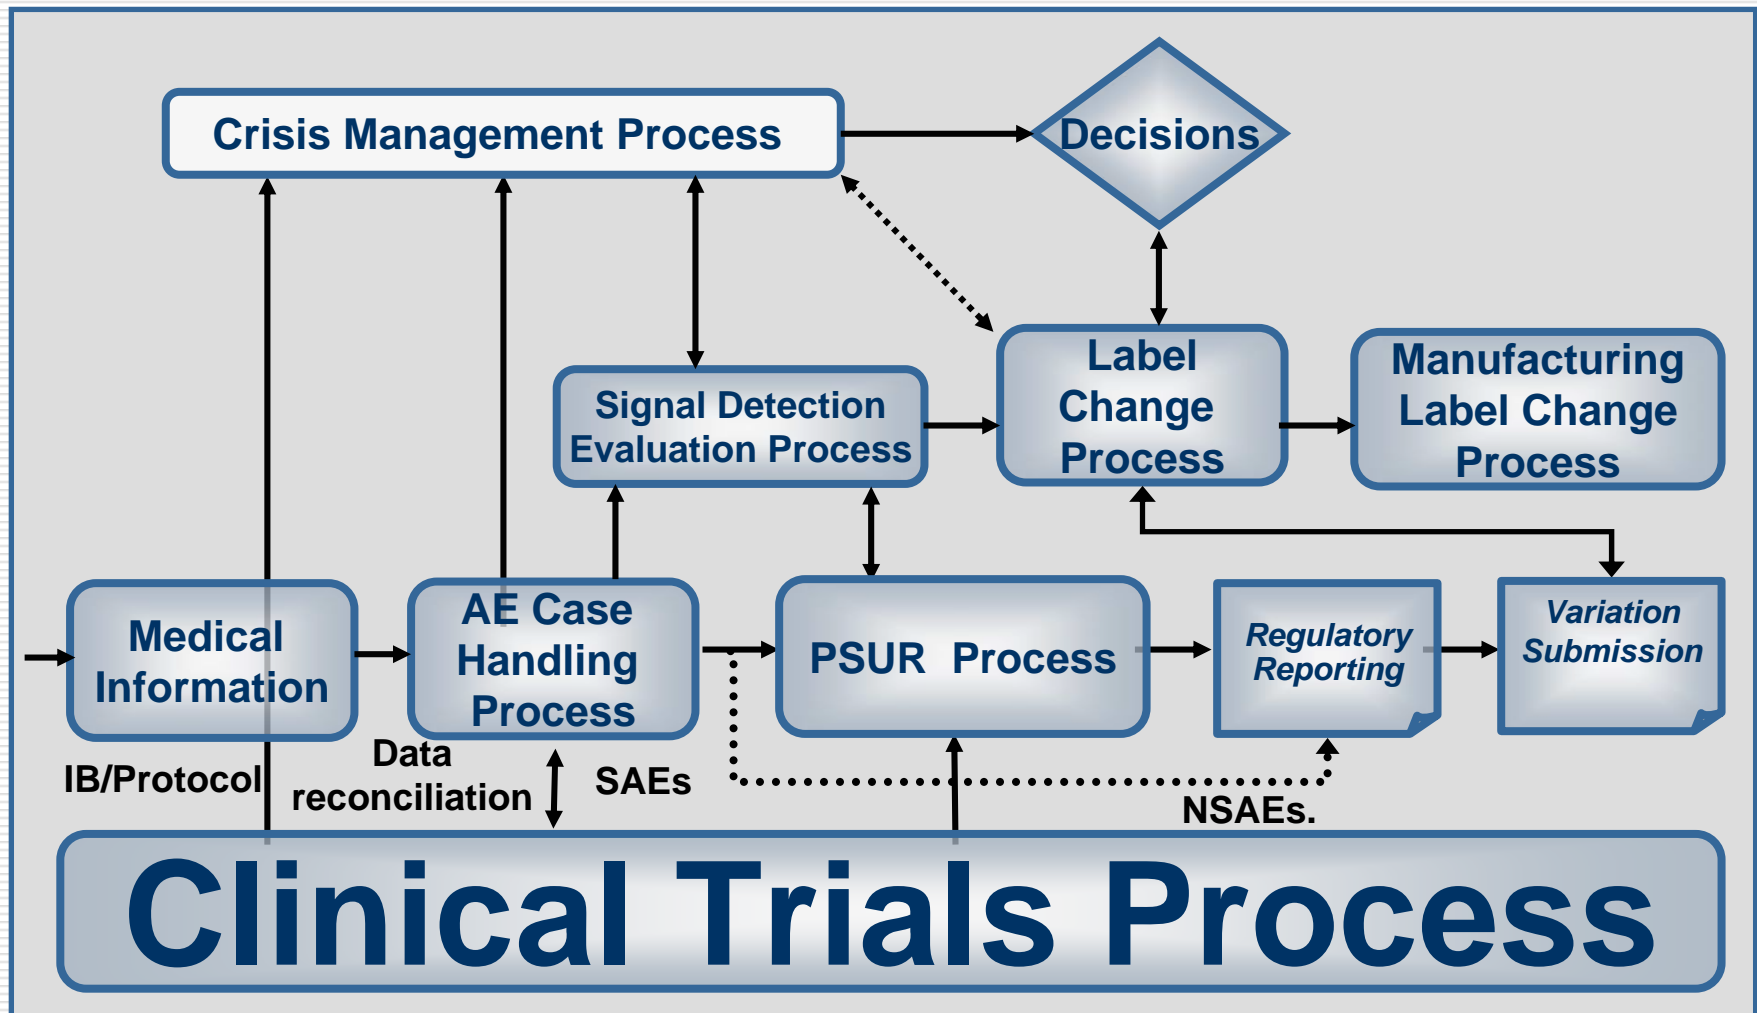 Crisis Management Process
Decisions
Signal Detection
Evaluation Process
Label
Change
Process
Manufacturing
Label Change
Process
Medical
Information
AE Case
Handling
Process
PSUR Process
Regulatory
Reporting
Variation
Submission
IB/Protocol
Data
reconciliation
SAEs
NSAEs.
Clinical Trials Process